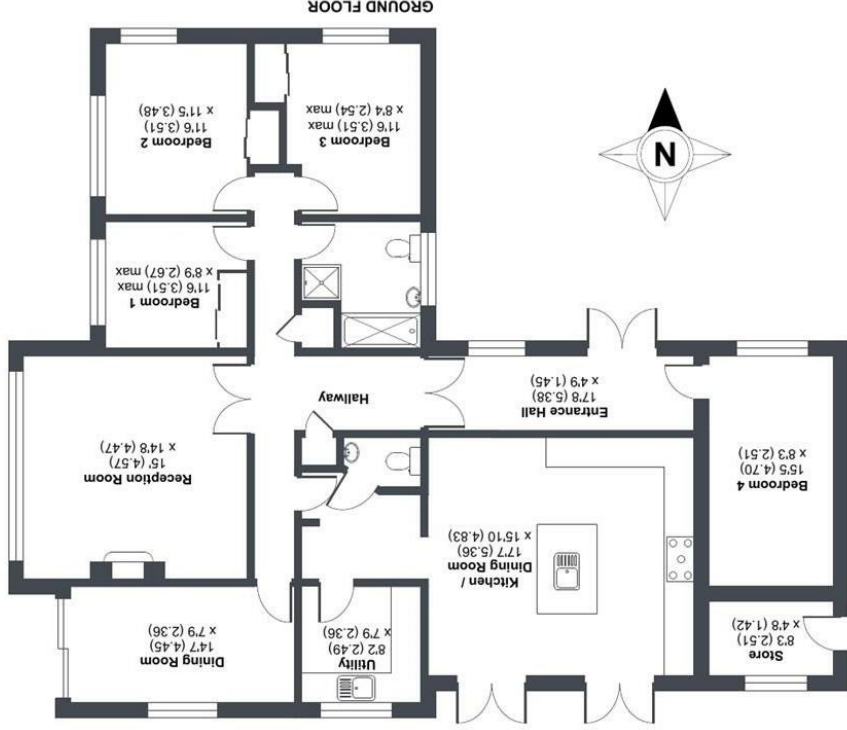 GROUND FLOOR
Bedroom 2
11'6 (3.51)
x 11'5 (3.48)
Bedroom 3
11'6 (3.51) max
x 8'4 (2.54) max
N
Bedroom 1
11'6 (3.51) max
x 8'9 (2.67) max
Reception Room
15' (4.57)
x 14'8 (4.47)
Hallway
Entrance Hall
17'8 (5.38)
x 4'9 (1.45)
Bedroom 4
15'5 (4.70)
x 8'3 (2.51)
Kitchen /
Dining Room
17'7 (5.36)
x 15'10 (4.83)
Dining Room
14'7 (4.45)
x 7'9 (2.36)
Utility
8'2 (2.49)
x 7'9 (2.36)
Store
8'3 (2.51)
x 4'8 (1.42)